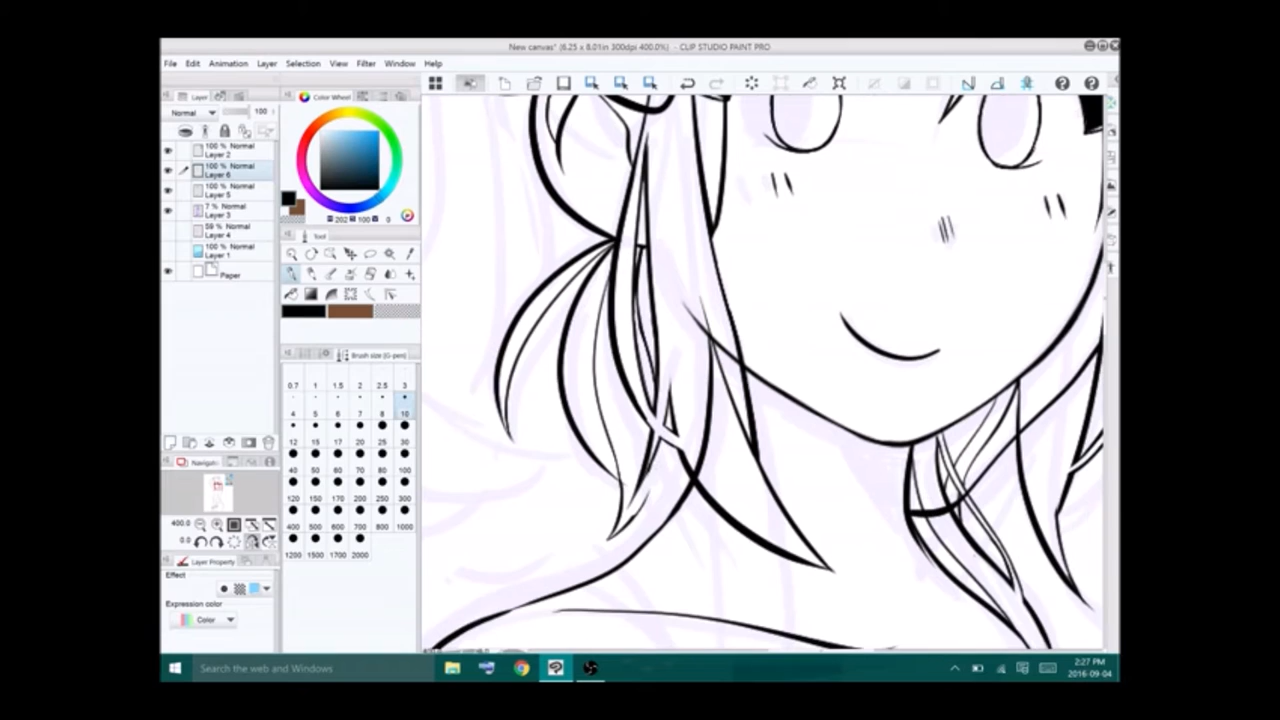 New canvas* (6.25 x 8.01in 300dpi 400.0%) - CLIP STUDIO PAINT PRO
File Edit Animation Layer Selection View Filter Window Help
Layer
Color Wheel
Normal 100
100 % Normal
Layer 2
100 % Normal
Layer 6
100 % Normal
Layer 5
7 % Normal
Layer 3
59 % Normal
Layer 4
100 % Normal
Layer 1
Paper
202 100 0
Tool
Brush size (G-pen)
0.7 1 1.5 2 2.5 3
4 5 6 7 8 10
12 15 17 20 25 30
40 50 60 70 80 100
120 150 170 200 250 300
400 500 600 700 800 1000
1200 1500 1700 2000
Navigator
400.0
0.0
Layer Property
Effect
Expression color
Color
Search the web and Windows
2:27 PM
2016-09-04